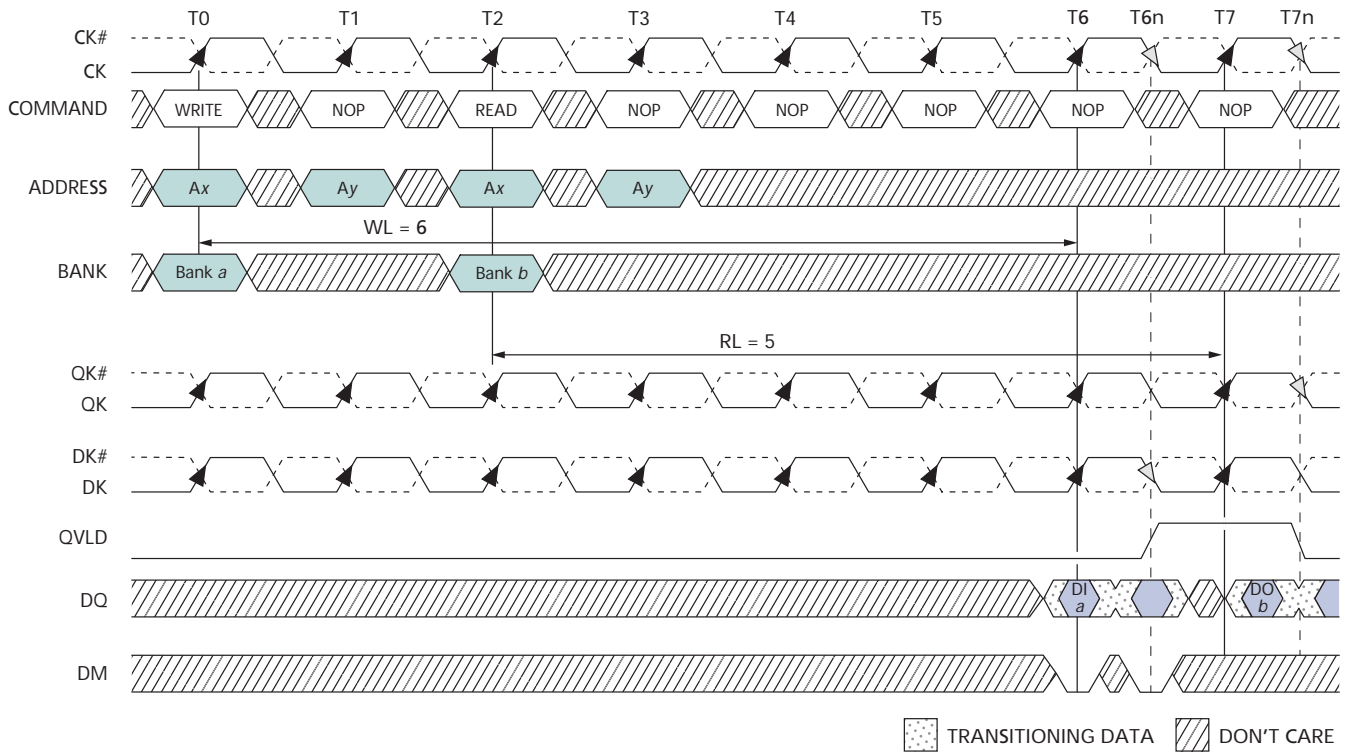 T0 T1 T2 T3 T4 T5 T6 T6n T7 T7n
CK#
CK
COMMAND WRITE NOP READ NOP NOP NOP NOP NOP
ADDRESS Ax Ay Ax Ay
WL = 6
BANK Bank a Bank b
RL = 5
QK#
QK
DK#
DK
QVLD
DQ DI a DO b
DM
TRANSITIONING DATA DON'T CARE